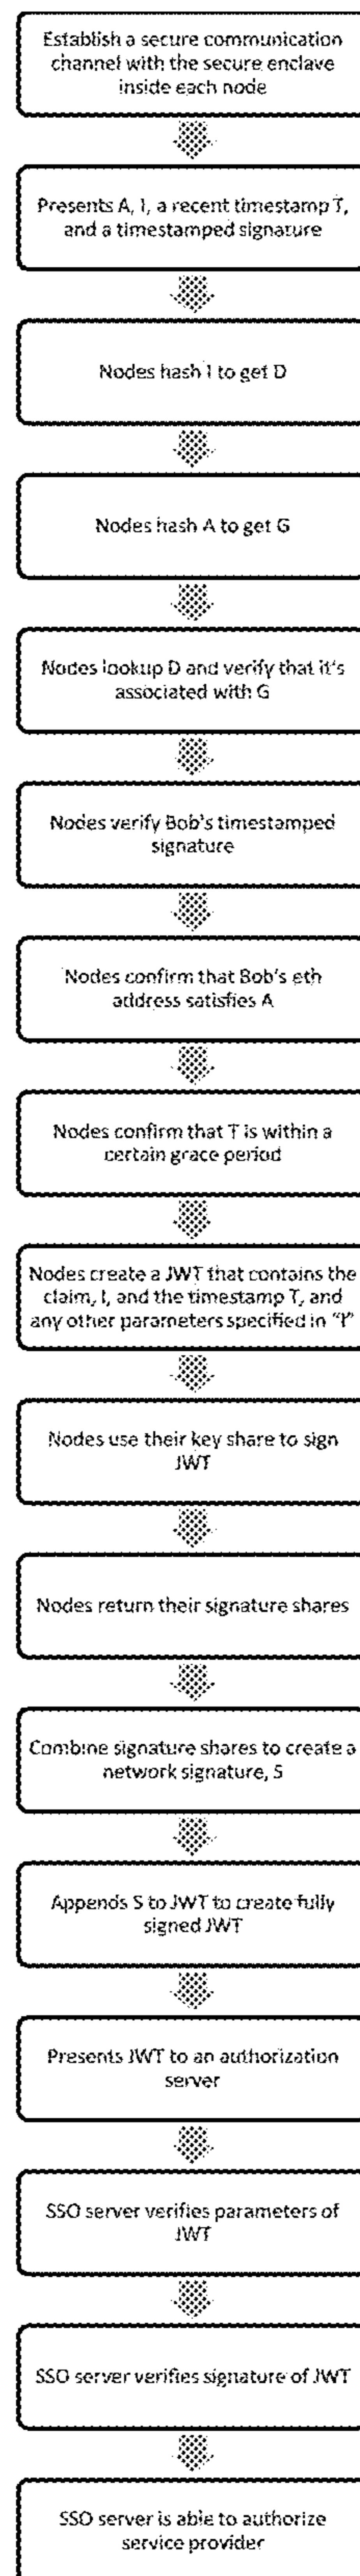 Establish a secure communication
channel with the secure enclave
inside each node
Presents A, I, a recent timestamp T,
and a timestamped signature
Nodes hash I to get D
Nodes hash A to get G
Nodes lookup D and verify that it's
associated with G
Nodes verify Bob's timestamped
signature
Nodes confirm that Bob's eth
address satisfies A
Nodes confirm that T is within a
certain grace period
Nodes create a JWT that contains the
claim, I, and the timestamp T, and
any other parameters specified in "I"
Nodes use their key share to sign
JWT
Nodes return their signature shares
Combine signature shares to create a
network signature, S
Appends S to JWT to create fully
signed JWT
Presents JWT to an authorization
server
SSO server verifies parameters of
JWT
SSO server verifies signature of JWT
SSO server is able to authorize
service provider